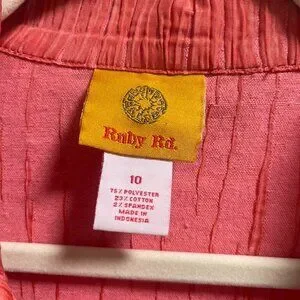 Ruby Rd.
10
75% POLYESTER
23% COTTON
2% SPANDEX
MADE IN
INDONESIA